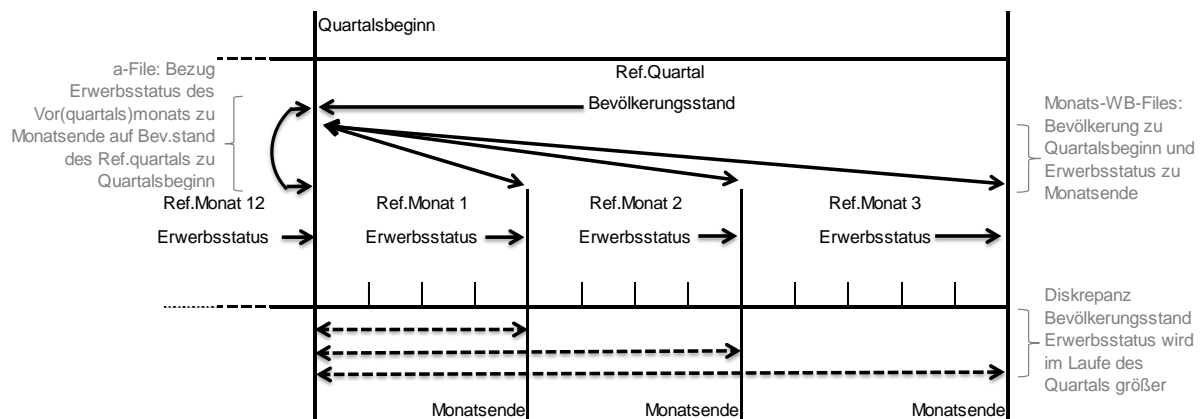 Quartalsbeginn
a-File: Bezug
Erwerbsstatus des
Vor(quartals)monats zu
Monatsende auf Bev.stand
des Ref.quartals zu
Quartalsbeginn
Ref.Quartal
Bevölkerungsstand
Monats-WB-Files:
Bevölkerung zu
Quartalsbeginn und
Erwerbsstatus zu
Monatsende
Ref.Monat 12
Ref.Monat 1
Ref.Monat 2
Ref.Monat 3
Erwerbsstatus
Erwerbsstatus
Erwerbsstatus
Erwerbsstatus
Diskrepanz
Bevölkerungsstand
Erwerbsstatus wird
im Laufe des
Quartals größer
Monatsende
Monatsende
Monatsende